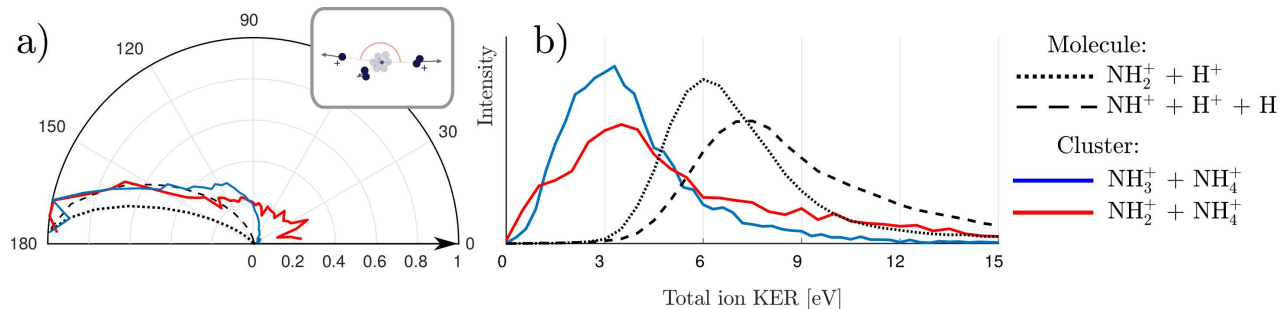 a)
90
120
150
180
30
0
0 0.2 0.4 0.6 0.8 1
+
+
b)
Intensity
0 3 6 9 12 15
Total ion KER [eV]
Molecule:
NH₂⁺ + H⁺
NH⁺ + H⁺ + H
Cluster:
NH₃⁺ + NH₄⁺
NH₂⁺ + NH₄⁺